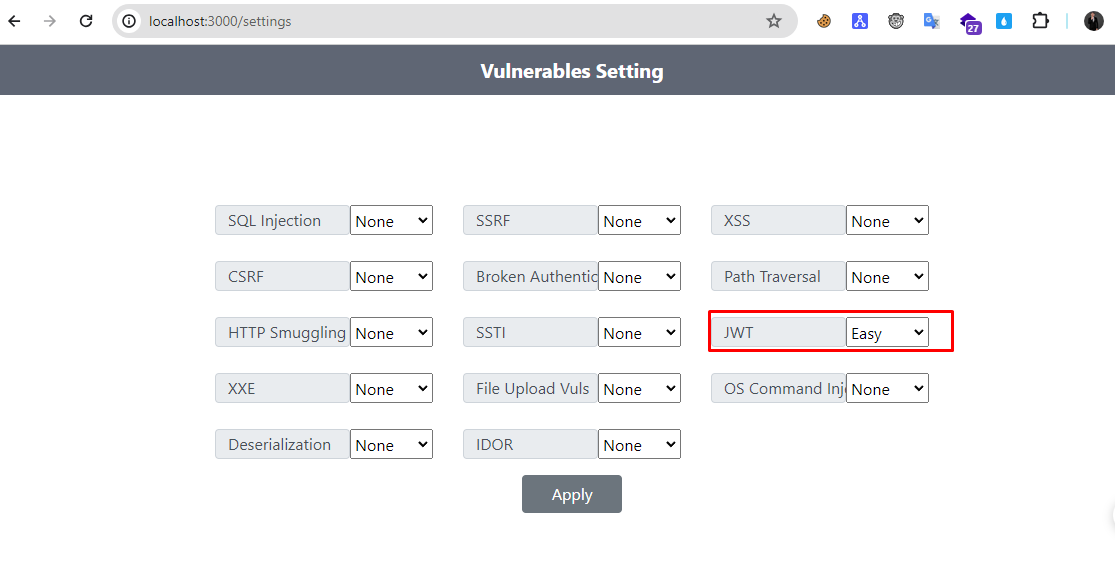 localhost:3000/settings
27
Vulnerables Setting
SQL Injection None SSRF None XSS None
CSRF None Broken Authentic None Path Traversal None
HTTP Smuggling None SSTI None JWT Easy
XXE None File Upload Vuls None OS Command Inj None
Deserialization None IDOR None
Apply